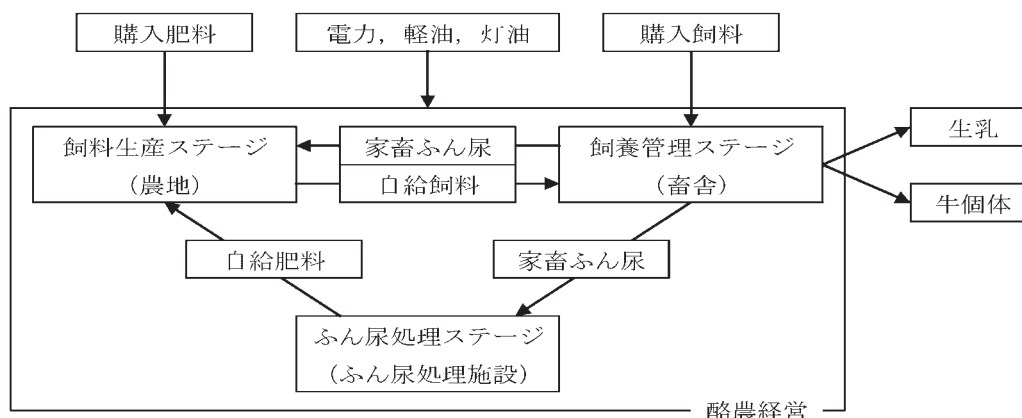 購入肥料
電力，軽油，灯油
購入飼料
飼料生産ステージ
（農地）
家畜ふん尿
自給飼料
飼養管理ステージ
（畜舎）
生乳
牛個体
自給肥料
家畜ふん尿
ふん尿処理ステージ
（ふん尿処理施設）
酪農経営